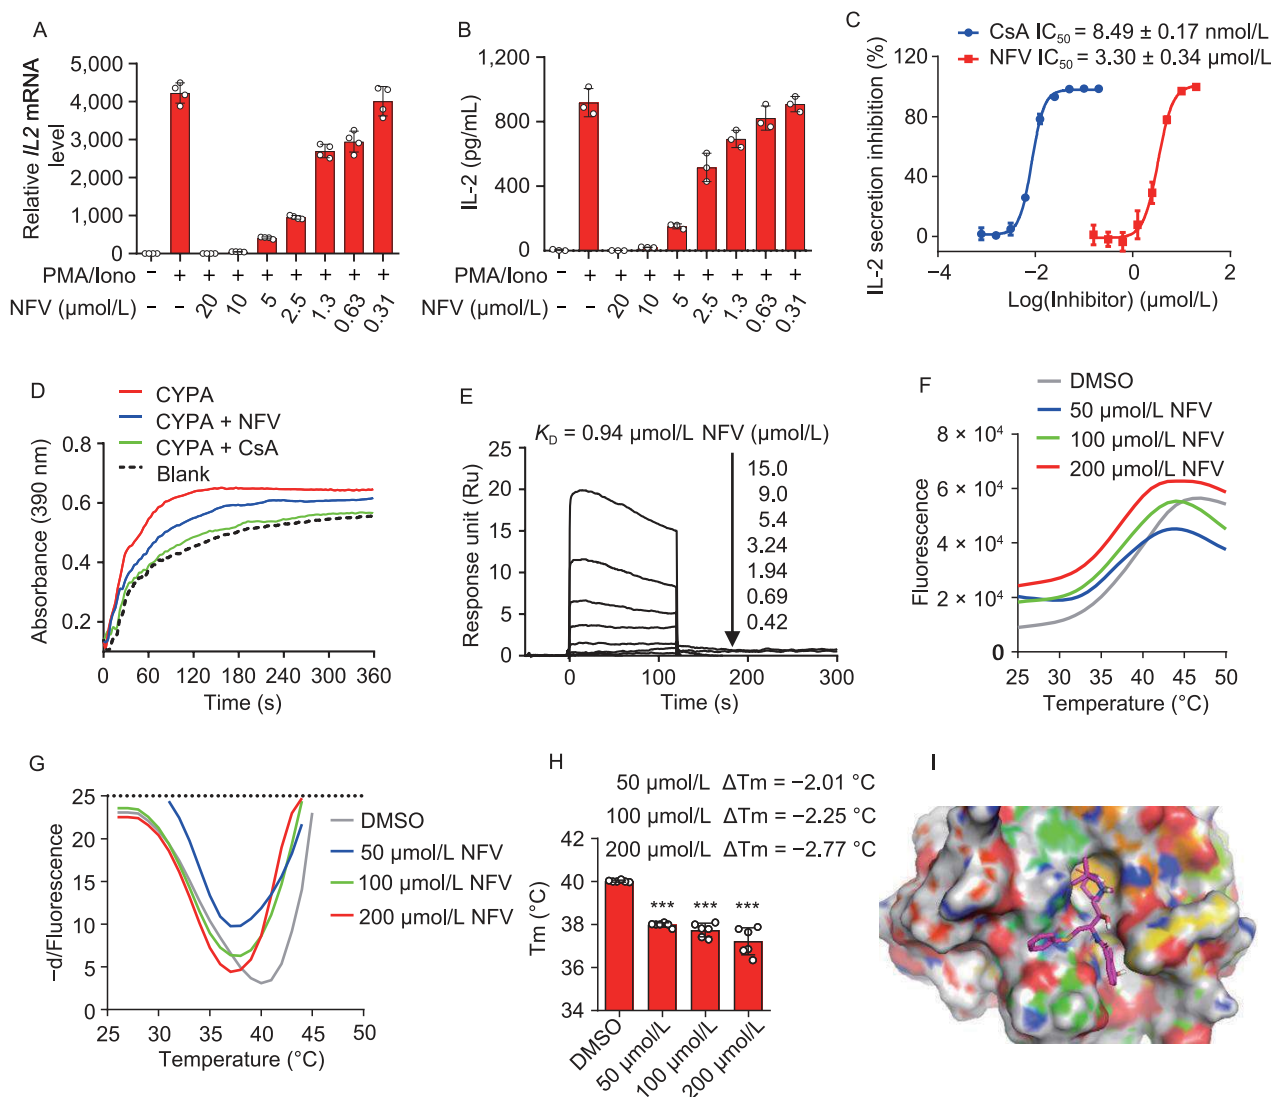 A
Relative IL2 mRNA
level
5,000
4,000
3,000
2,000
1,000
0
PMA/Iono − + + + + + + + +
NFV (μmol/L) − − 20 10 5 2.5 1.3 0.63 0.31
B
IL-2 (pg/mL)
1,200
800
400
0
PMA/Iono − + + + + + + + +
NFV (μmol/L) − − 20 10 5 2.5 1.3 0.63 0.31
C
CsA IC50 = 8.49 ± 0.17 nmol/L
NFV IC50 = 3.30 ± 0.34 μmol/L
IL-2 secretion inhibition (%)
120
80
40
0
−4 −2 0 2 4
Log(Inhibitor) (μmol/L)
D
CYPA
CYPA + NFV
CYPA + CsA
Blank
Absorbance (390 nm)
0.8
0.6
0.4
0.2
0 60 120 180 240 300 360
Time (s)
E
KD = 0.94 μmol/L NFV (μmol/L)
15.0
9.0
5.4
3.24
1.94
0.69
0.42
Response unit (Ru)
25
20
15
10
5
0
0 100 200 300
Time (s)
F
DMSO
50 μmol/L NFV
100 μmol/L NFV
200 μmol/L NFV
Fluorescence
8 × 10⁴
6 × 10⁴
4 × 10⁴
2 × 10⁴
0
25 30 35 40 45 50
Temperature (°C)
G
−d/Fluorescence
25
20
15
10
5
0
DMSO
50 μmol/L NFV
100 μmol/L NFV
200 μmol/L NFV
25 30 35 40 45 50
Temperature (°C)
H
50 μmol/L ΔTm = −2.01 °C
100 μmol/L ΔTm = −2.25 °C
200 μmol/L ΔTm = −2.77 °C
Tm (°C)
42
40
38
36
34
*** *** ***
DMSO 50 μmol/L 100 μmol/L 200 μmol/L
I